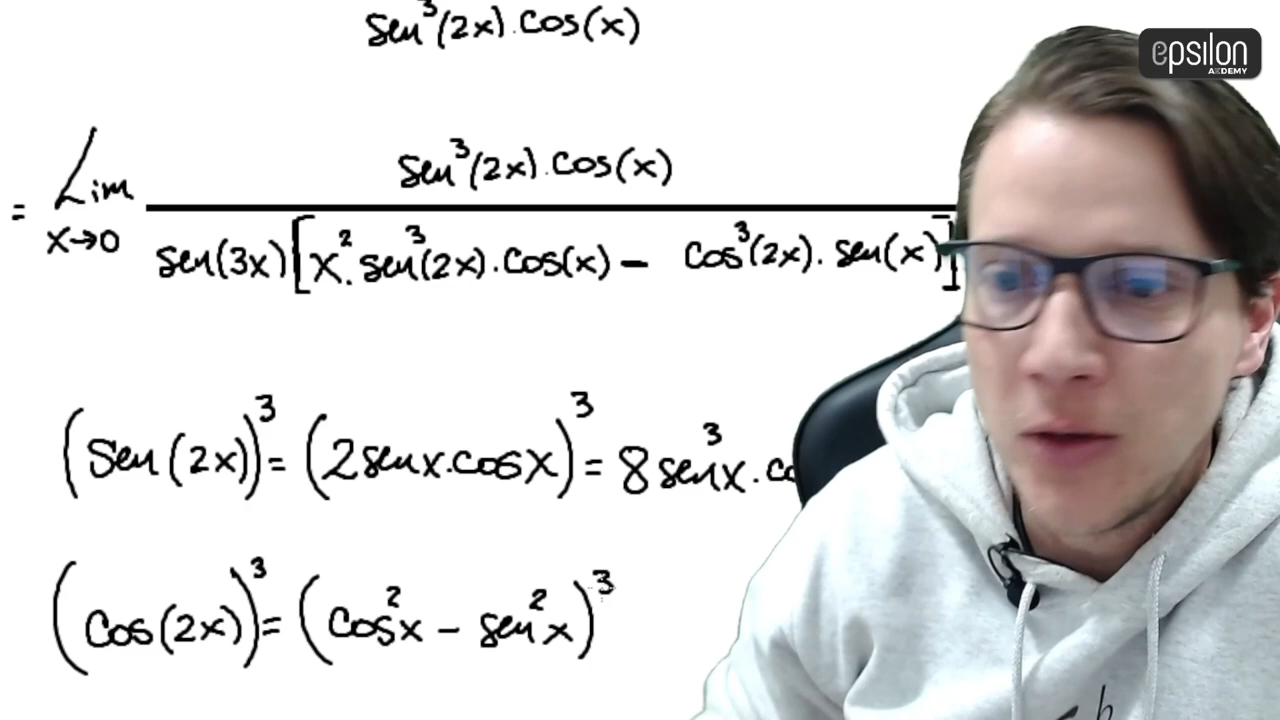 epsilon
AXDEMY
sen³(2x).cos(x)
sen³(2x).cos(x)
= Lim
x→0
sen(3x)[x². sen³(2x).cos(x) - cos³(2x). sen(x)]
(sen(2x))³ = (2senx.cosx)³ = 8sen³x.
(cos(2x))³ = (cos²x - sen²x)³